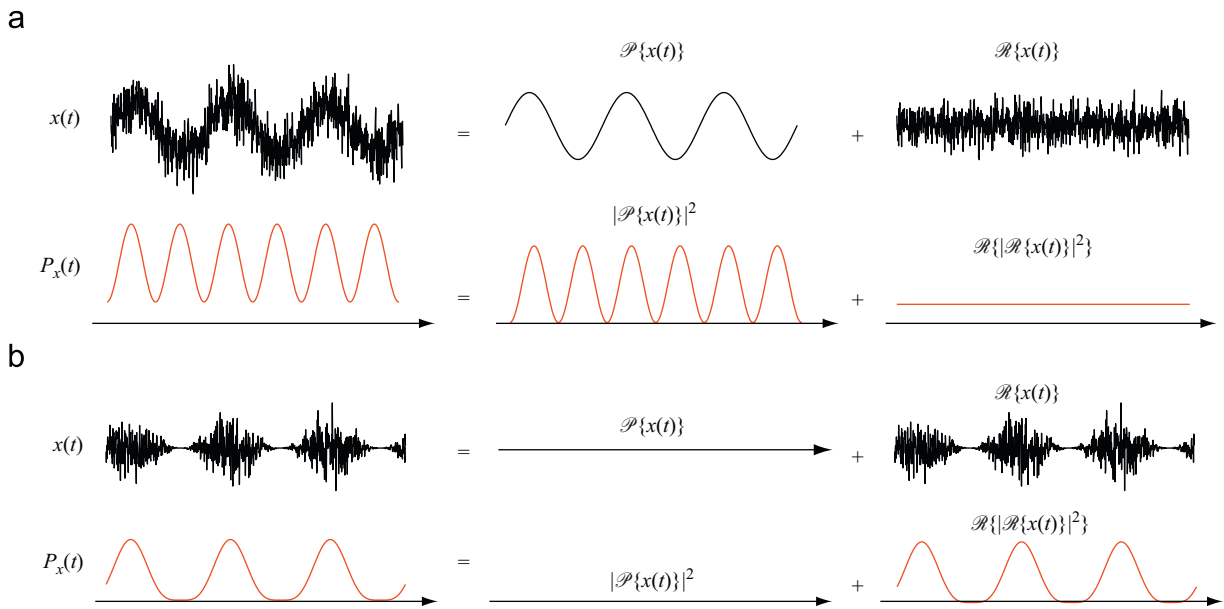 a
𝒫{x(t)}
ℛ{x(t)}
x(t) = +
|𝒫{x(t)}|²
ℛ{|ℛ{x(t)}|²}
Pₓ(t) = +
b
ℛ{x(t)}
𝒫{x(t)}
x(t) = +
ℛ{|ℛ{x(t)}|²}
Pₓ(t) = +
|𝒫{x(t)}|²